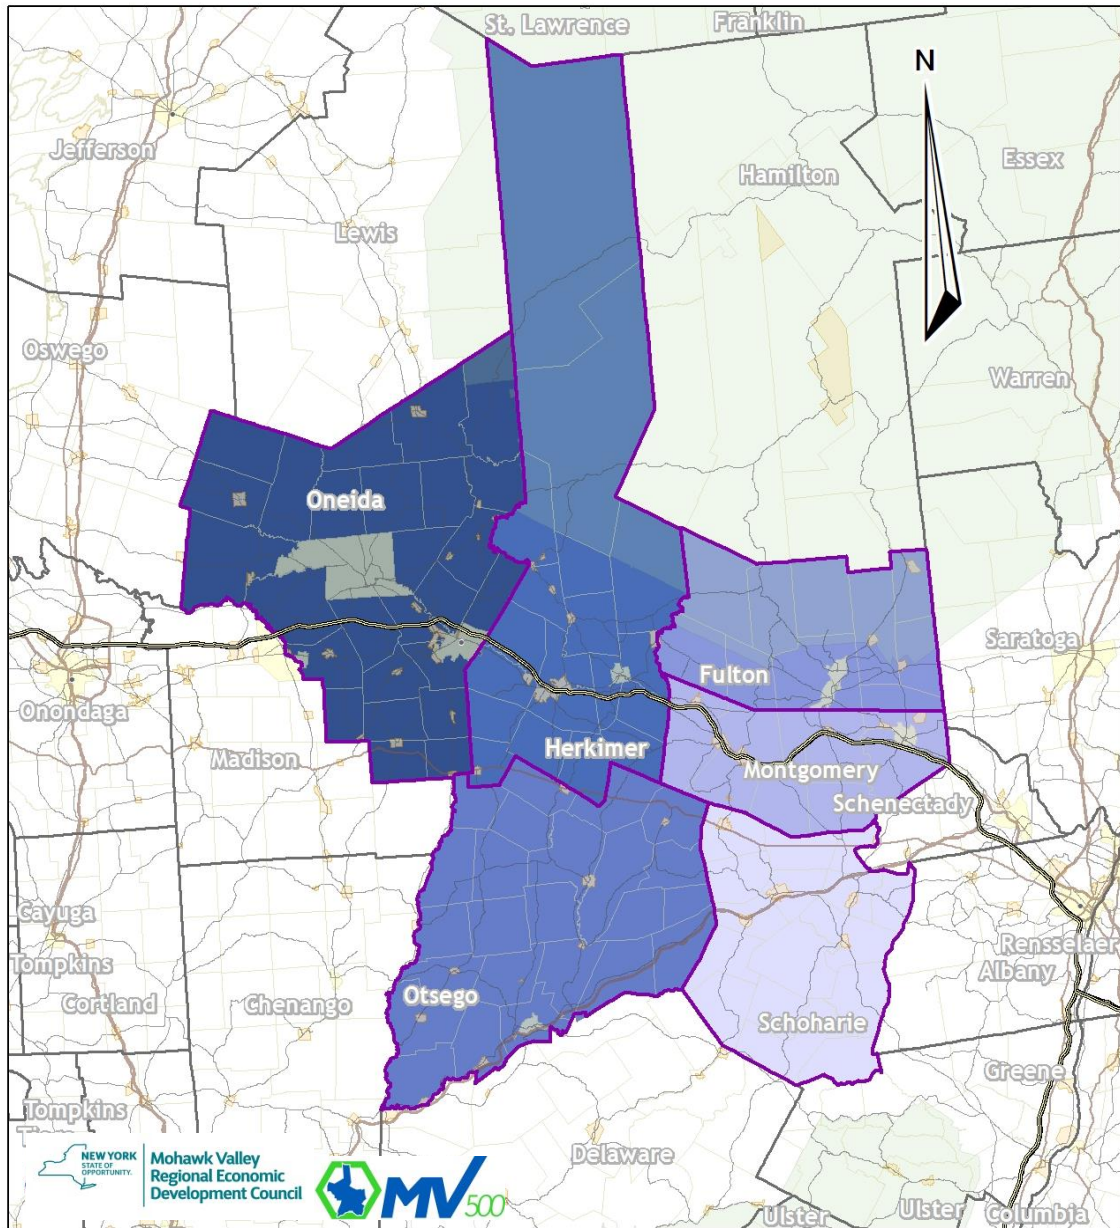 St. Lawrence
Franklin
N
Jefferson
Essex
Hamilton
Lewis
Oswego
Warren
Oneida
Saratoga
Fulton
Onondaga
Herkimer
Madison
Montgomery
Schenectady
Cayuga
Rensselaer
Tompkins
Albany
Otsego
Cortland
Chenango
Schoharie
Greene
Tompkins
Delaware
NEW YORK
STATE OF
OPPORTUNITY.
Mohawk Valley
Regional Economic
Development Council
MV500
Ulster
Ulster
Columbia